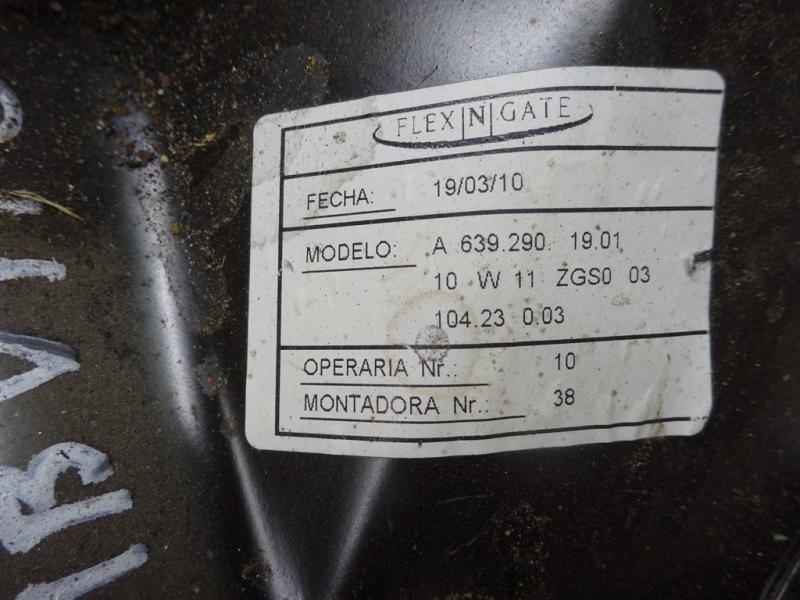 FLEX|N|GATE
FECHA: 19/03/10
MODELO: A 639.290. 19.01
10 W 11 ZGS0 03
104.23 0.03
OPERARIA Nr.: 10
MONTADORA Nr.: 38